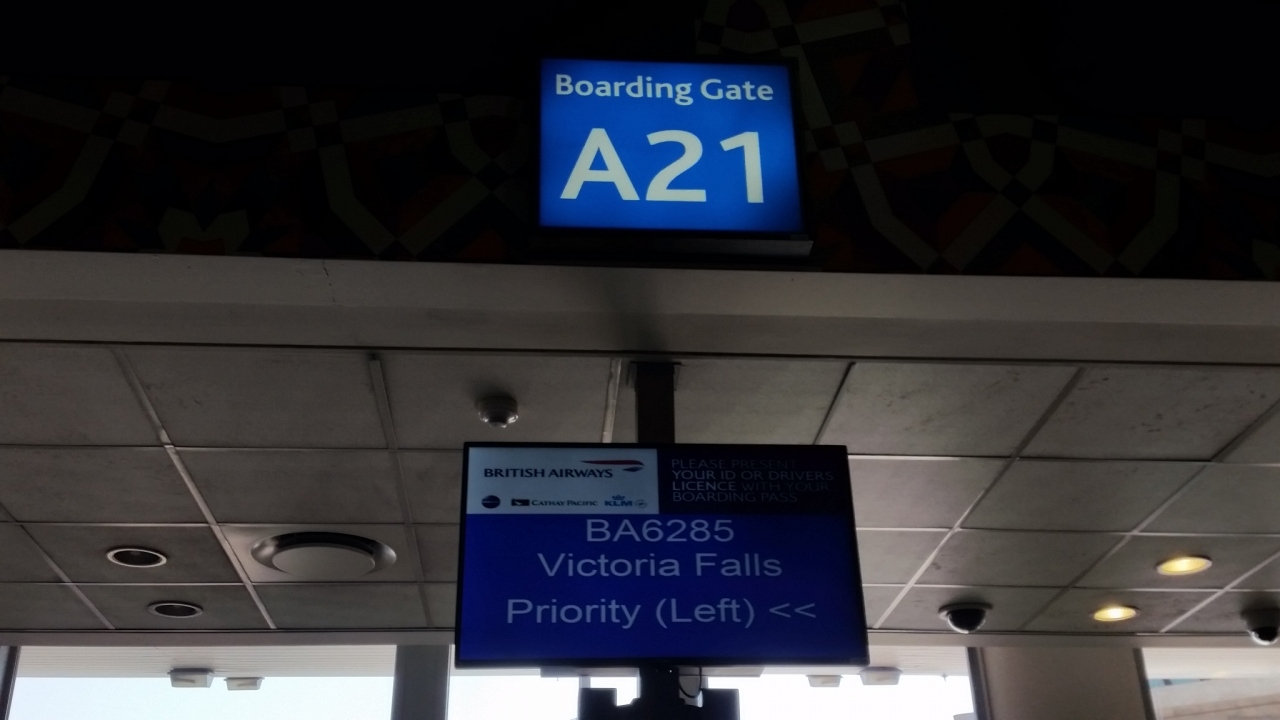 Boarding Gate
A21
BRITISH AIRWAYS
CATHAY PACIFIC KLM
PLEASE PRESENT
YOUR ID OR DRIVERS
LICENCE WITH YOUR
BOARDING PASS
BA6285
Victoria Falls
Priority (Left) <<